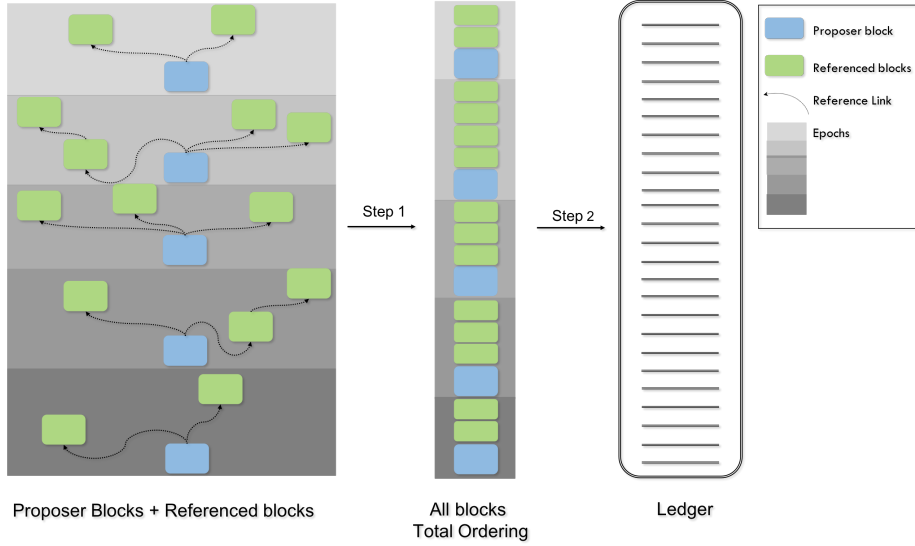 Proposer block
Referenced blocks
Reference Link
Epochs
Step 1
Step 2
Proposer Blocks + Referenced blocks
All blocks
Total Ordering
Ledger